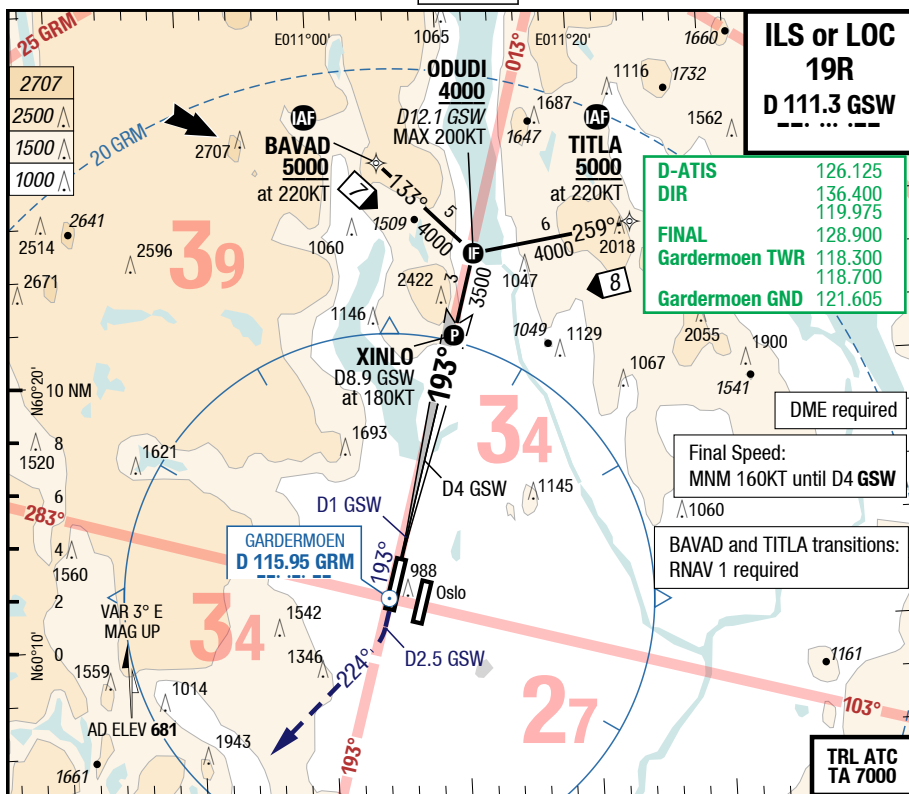 1065
E011°00'
E011°20'
1660
25 GRM
013°
ILS or LOC
19R
D 111.3 GSW
2707
2500
1500
1000
20 GRM
2707
IAF
BAVAD
5000
at 220KT
ODUDI
4000
D12.1 GSW
MAX 200KT
1116
1732
1687
1647
1562
IAF
TITLA
5000
at 220KT
D-ATIS 126.125
DIR 136.400
119.975
FINAL 128.900
Gardermoen TWR 118.300
118.700
Gardermoen GND 121.605
7
133°
5
4000
1509
1060
6
259°
4000
2018
2514
2641
2596
2671
39
IF
2422
3
3500
1047
8
1146
P
1049
1129
2055
1900
XINLO
D8.9 GSW
at 180KT
193°
1067
1541
N60°20'
10 NM
8
6
4
2
0
N60°10'
34
DME required
1693
1520
1621
D4 GSW
1145
Final Speed:
MNM 160KT until D4 GSW
1060
D1 GSW
283°
193°
GARDERMOEN
D 115.95 GRM
BAVAD and TITLA transitions:
RNAV 1 required
988
Oslo
1560
VAR 3° E
MAG UP
34
1542
1346
224°
D2.5 GSW
1161
1559
1014
27
103°
AD ELEV 681
1943
193°
1661
TRL ATC
TA 7000